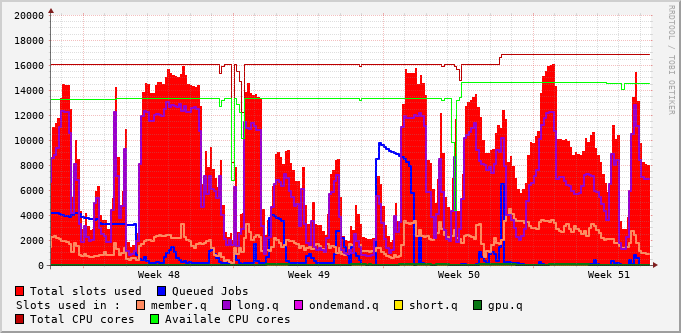 20000
18000
16000
14000
12000
10000
8000
6000
4000
2000
0
Week 48 Week 49 Week 50 Week 51
RRDTOOL / TOBI OETIKER
Total slots used Queued Jobs
Slots used in : member.q long.q ondemand.q short.q gpu.q
Total CPU cores Availale CPU cores